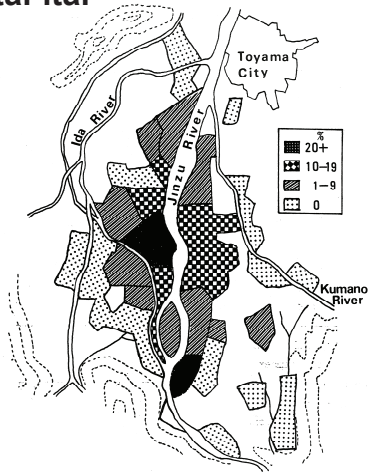 Toyama
City
Ida River
Jinzu River
%
20+
10–19
1–9
0
Kumano
River